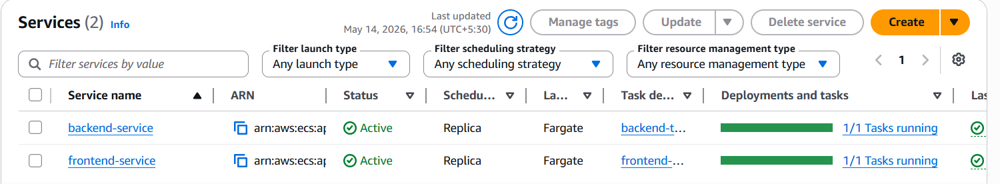 Services (2) Info
Last updated
May 14, 2026, 16:54 (UTC+5:30)
Manage tags
Update
Delete service
Create
Filter services by value
Filter launch type
Any launch type
Filter scheduling strategy
Any scheduling strategy
Filter resource management type
Any resource management type
1
Service name ARN Status Schedu... La... Task de... Deployments and tasks Las
backend-service arn:aws:ecs:ap Active Replica Fargate backend-t... 1/1 Tasks running
frontend-service arn:aws:ecs:ap Active Replica Fargate frontend-... 1/1 Tasks running